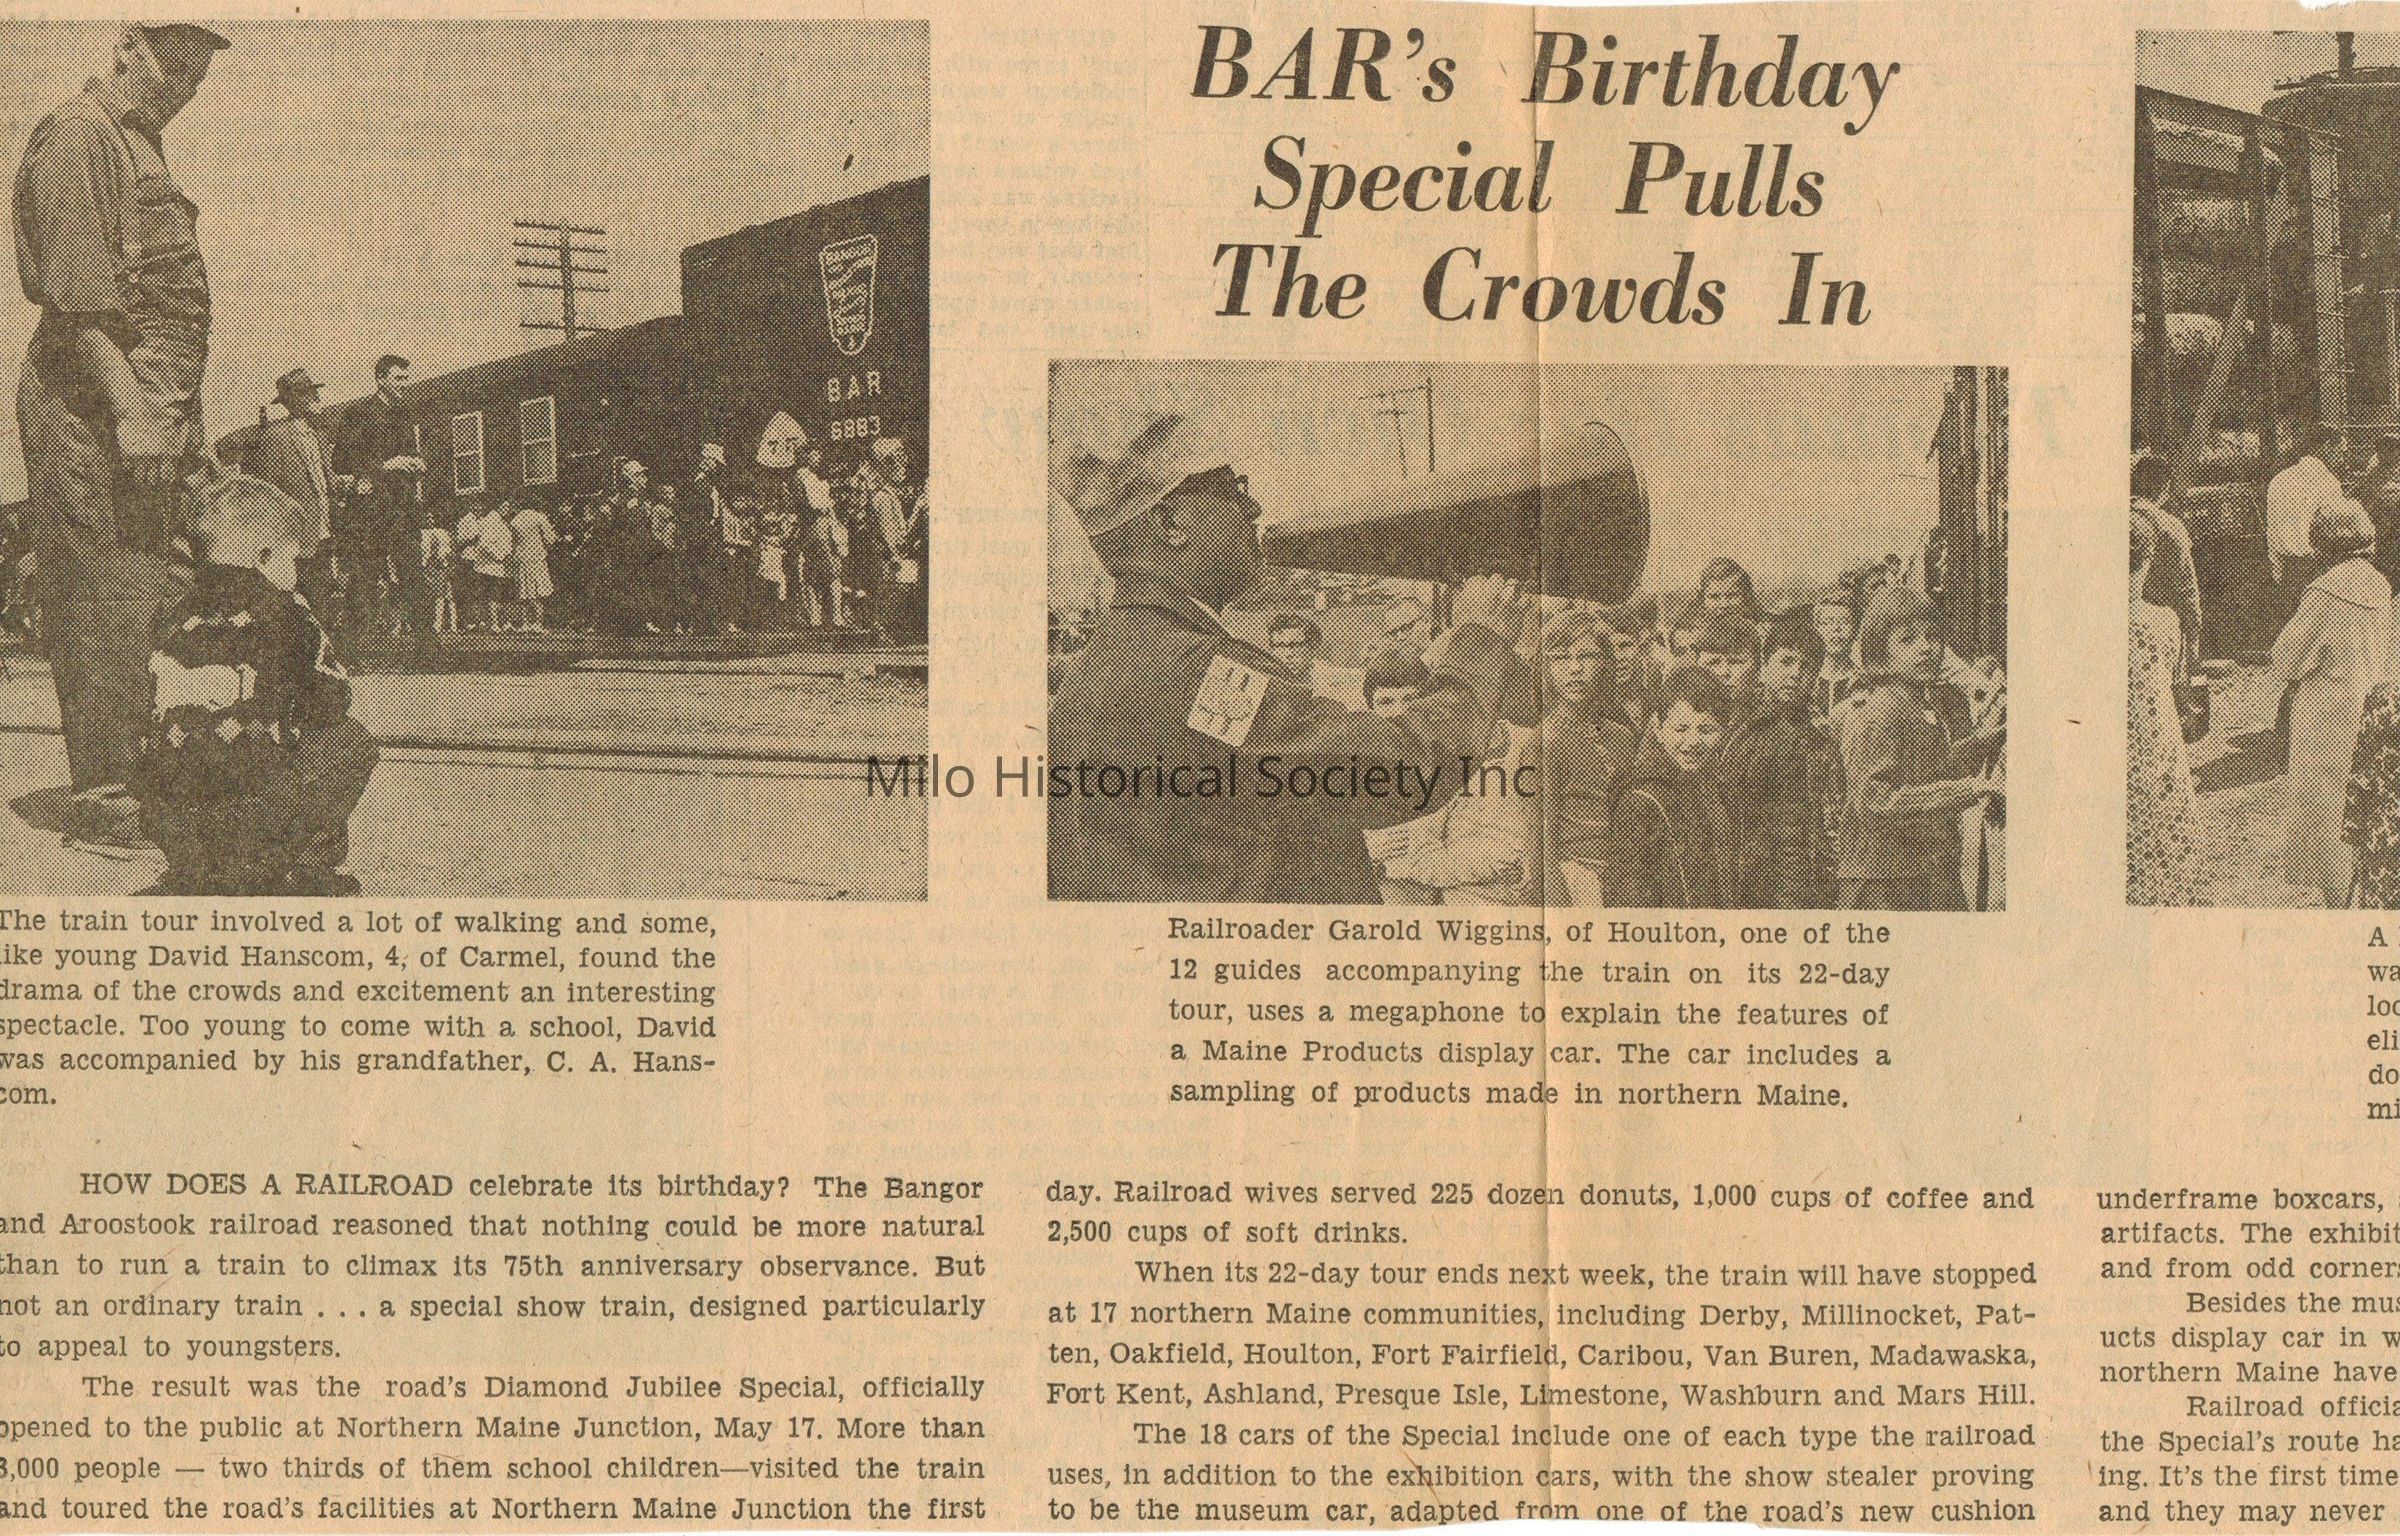 BAR's Birthday
Special Pulls
The Crowds In
BANGOR
BAR
6883
Milo Historical Society Inc
The train tour involved a lot of walking and some,
like young David Hanscom, 4, of Carmel, found the
drama of the crowds and excitement an interesting
spectacle. Too young to come with a school, David
was accompanied by his grandfather, C. A. Hans-
com.
Railroader Garold Wiggins, of Houlton, one of the
12 guides accompanying the train on its 22-day
tour, uses a megaphone to explain the features of
a Maine Products display car. The car includes a
sampling of products made in northern Maine.
A
wa
loo
eli
do
mi
HOW DOES A RAILROAD celebrate its birthday? The Bangor
and Aroostook railroad reasoned that nothing could be more natural
than to run a train to climax its 75th anniversary observance. But
not an ordinary train . . . a special show train, designed particularly
to appeal to youngsters.
The result was the road's Diamond Jubilee Special, officially
opened to the public at Northern Maine Junction, May 17. More than
3,000 people — two thirds of them school children—visited the train
and toured the road's facilities at Northern Maine Junction the first
day. Railroad wives served 225 dozen donuts, 1,000 cups of coffee and
2,500 cups of soft drinks.
When its 22-day tour ends next week, the train will have stopped
at 17 northern Maine communities, including Derby, Millinocket, Pat-
ten, Oakfield, Houlton, Fort Fairfield, Caribou, Van Buren, Madawaska,
Fort Kent, Ashland, Presque Isle, Limestone, Washburn and Mars Hill.
The 18 cars of the Special include one of each type the railroad
uses, in addition to the exhibition cars, with the show stealer proving
to be the museum car, adapted from one of the road's new cushion
underframe boxcars,
artifacts. The exhibit
and from odd corners
Besides the mus
ucts display car in w
northern Maine have
Railroad officia
the Special's route ha
ing. It's the first time
and they may never